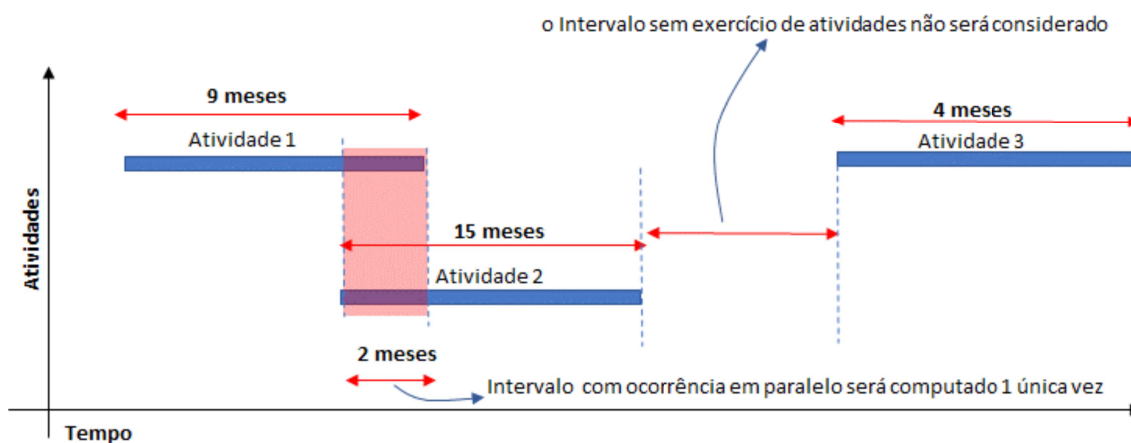 o Intervalo sem exercício de atividades não será considerado
9 meses
4 meses
Atividade 1
Atividade 3
Atividades
15 meses
Atividade 2
2 meses
Intervalo com ocorrência em paralelo será computado 1 única vez
Tempo